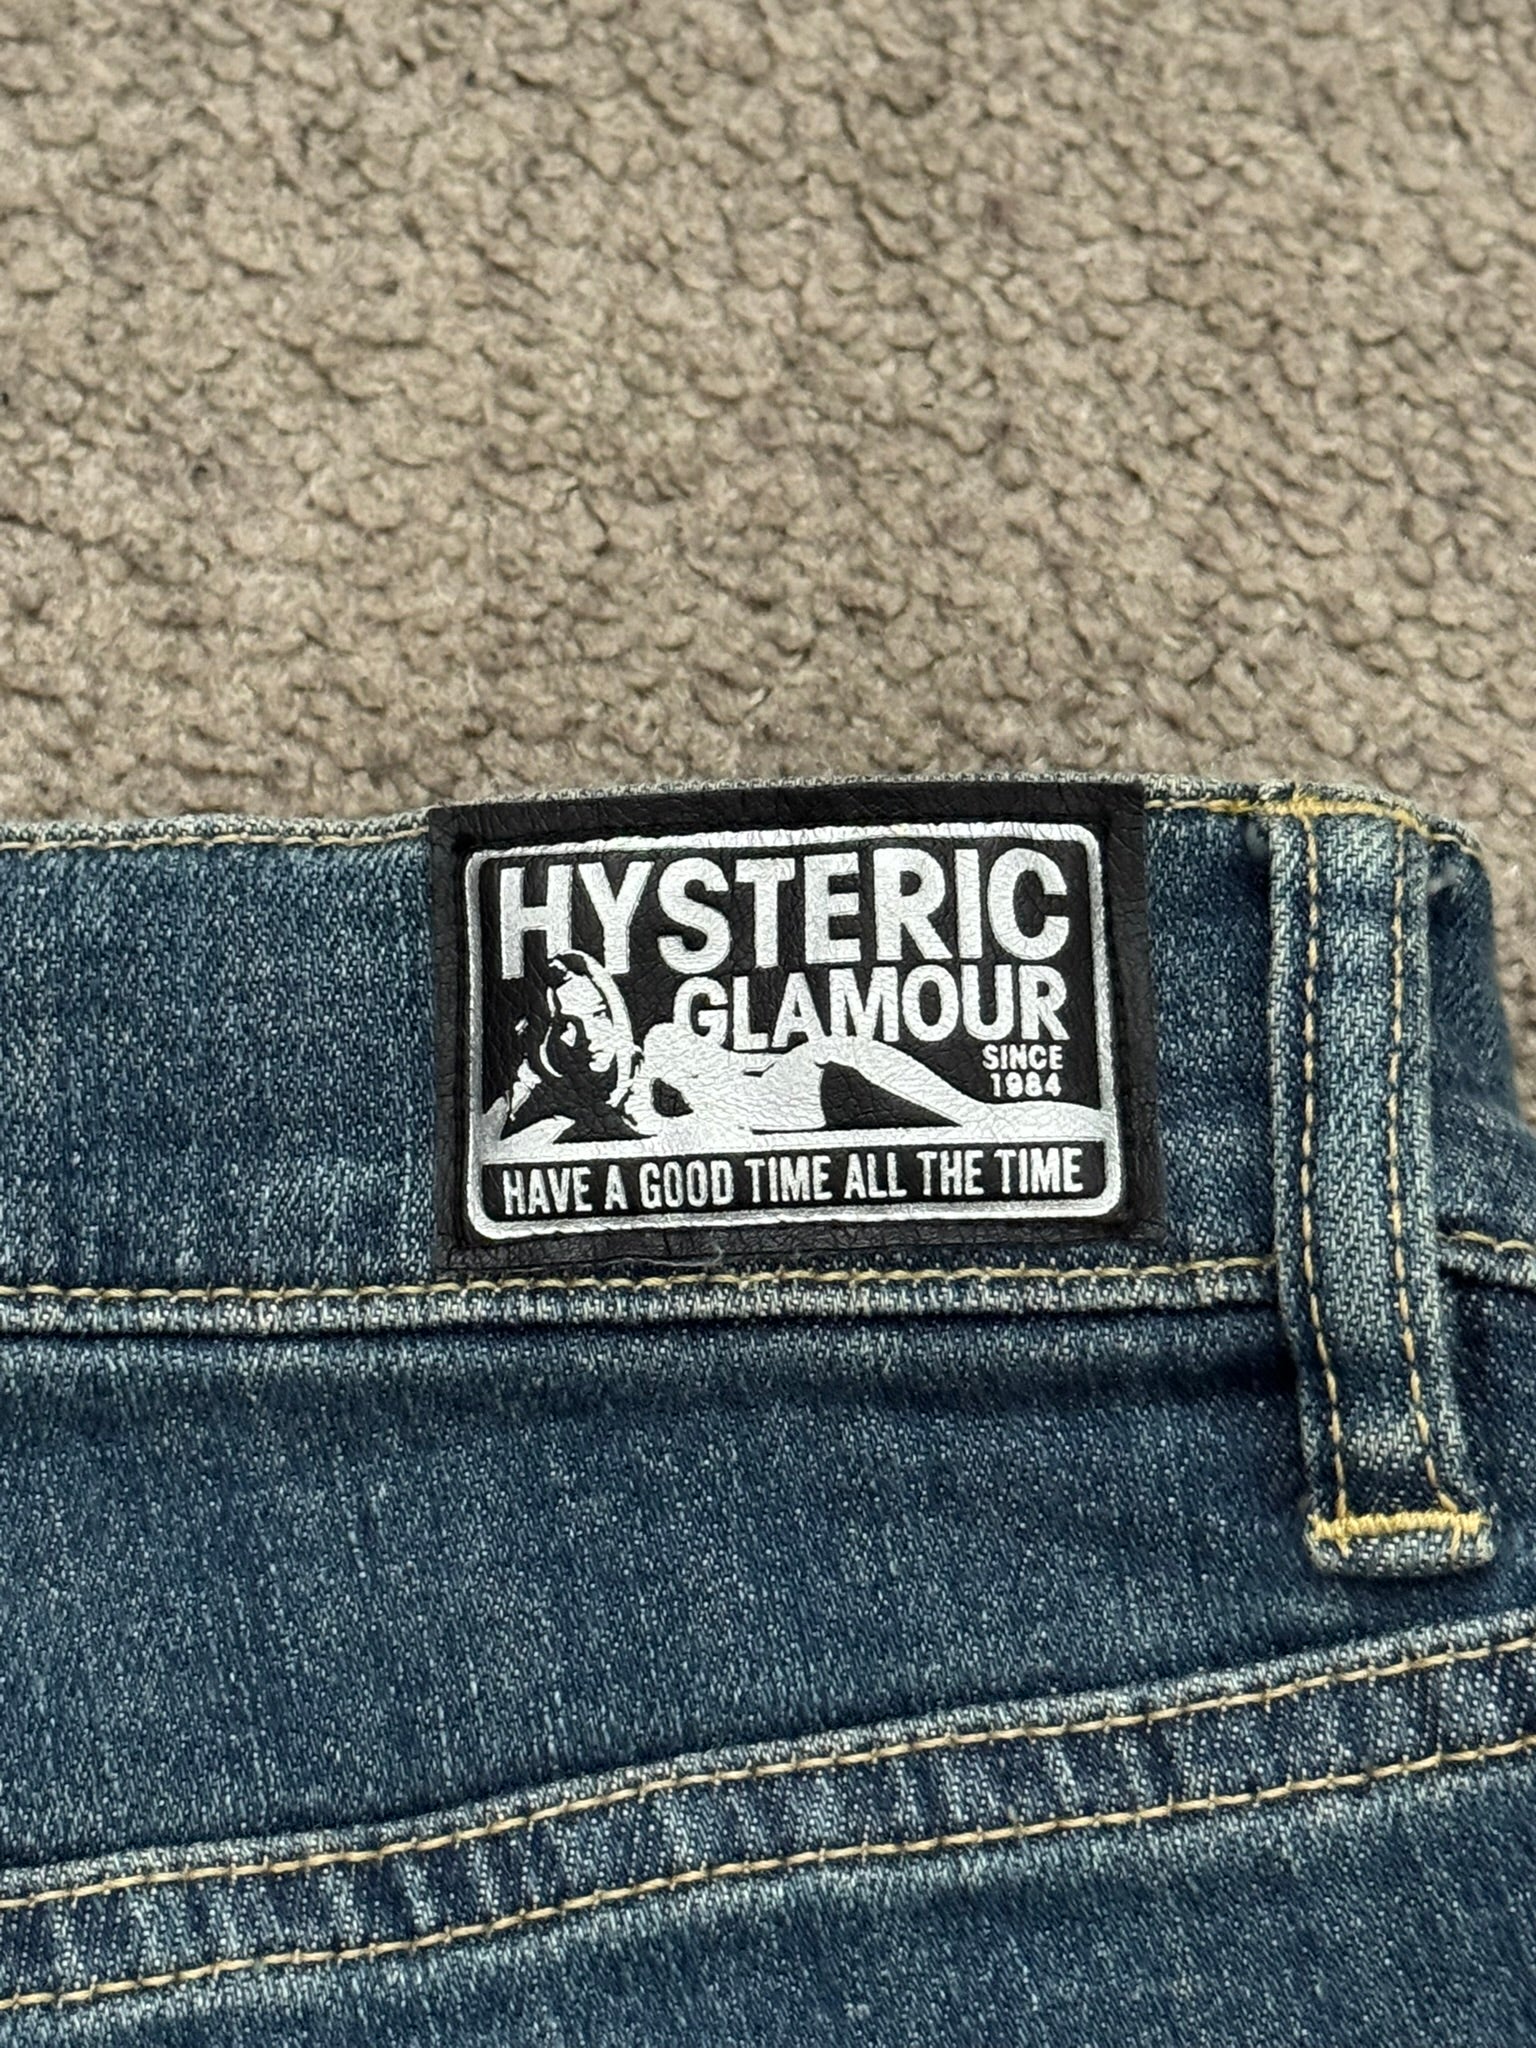 HYSTERIC
GLAMOUR
SINCE
1984
HAVE A GOOD TIME ALL THE TIME